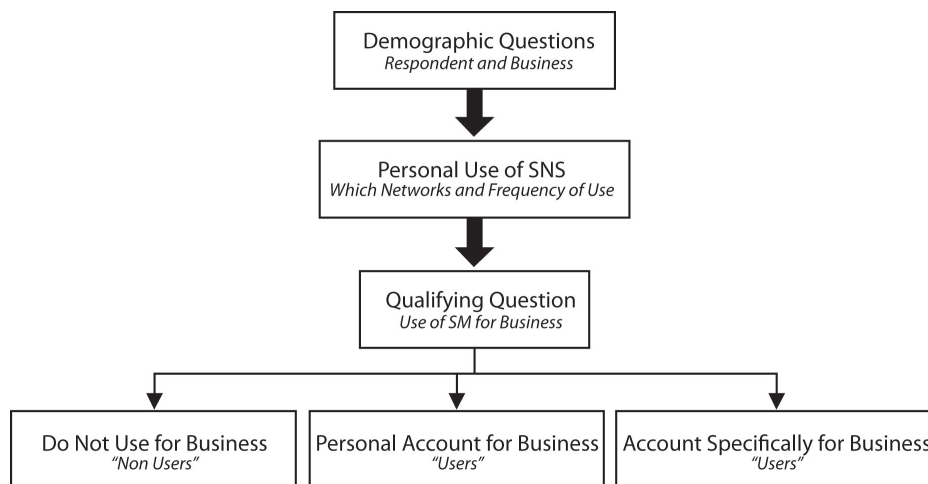 Demographic Questions
Respondent and Business
Personal Use of SNS
Which Networks and Frequency of Use
Qualifying Question
Use of SM for Business
Do Not Use for Business
“Non Users”
Personal Account for Business
“Users”
Account Specifically for Business
“Users”